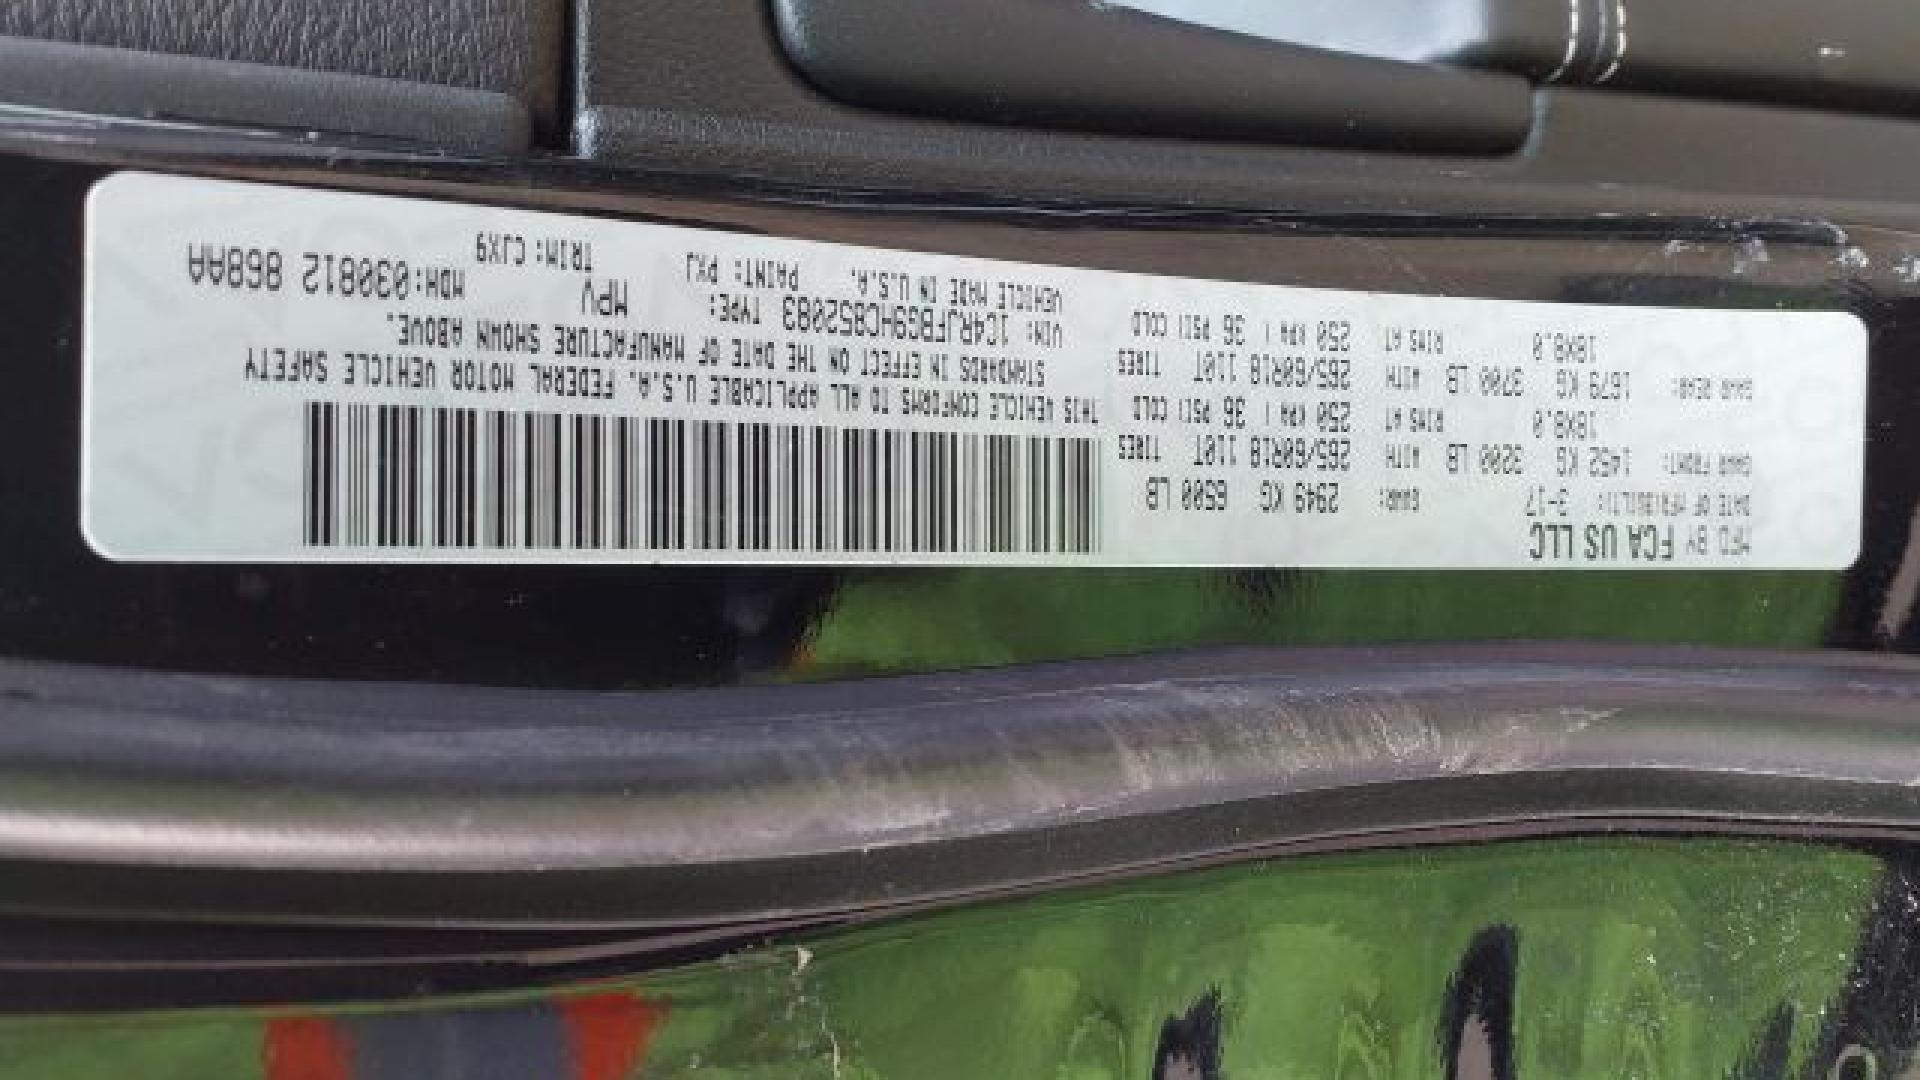 MFD BY FCA US LLC
DATE OF MFR: 3-17 GVWR: 2949 KG 6500 LB
GAWR FRONT: 1452 KG 3200 LB WITH 265/60R18 110T TIRES
18X8.0 RIMS AT 250 KPA ( 36 PSI) COLD
GAWR REAR: 1679 KG 3700 LB WITH 265/60R18 110T TIRES
18X8.0 RIMS AT 250 KPA ( 36 PSI) COLD
THIS VEHICLE CONFORMS TO ALL APPLICABLE U.S.A. FEDERAL MOTOR VEHICLE SAFETY
STANDARDS IN EFFECT ON THE DATE OF MANUFACTURE SHOWN ABOVE.
VIN: 1C4RJFBG9HC852083 TYPE: MPV MDH:030812 868AA
VEHICLE MADE IN U.S.A. PAINT: PXJ TRIM: CJX9